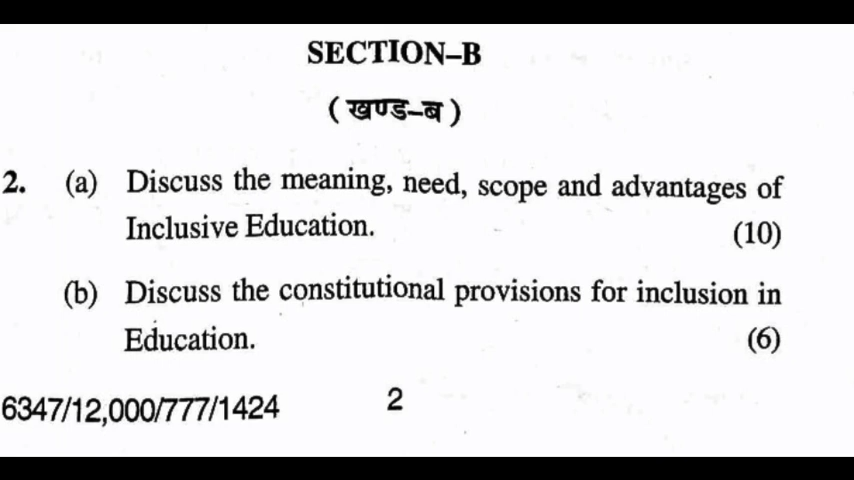 SECTION–B
( खण्ड–ब )
2. (a) Discuss the meaning, need, scope and advantages of
Inclusive Education. (10)
(b) Discuss the constitutional provisions for inclusion in
Education. (6)
6347/12,000/777/1424 2